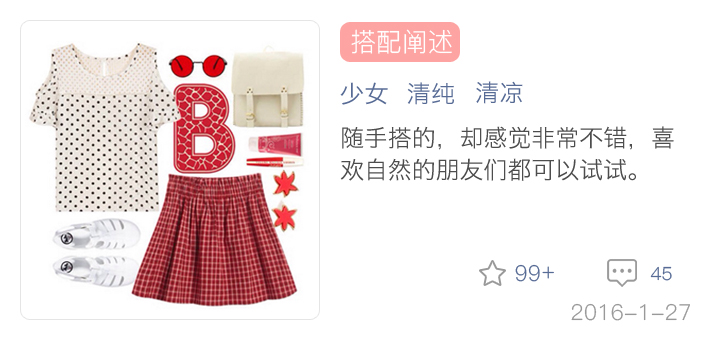 搭配阐述
少女 清纯 清凉
随手搭的，却感觉非常不错，喜
欢自然的朋友们都可以试试。
B
99+ 45
2016-1-27